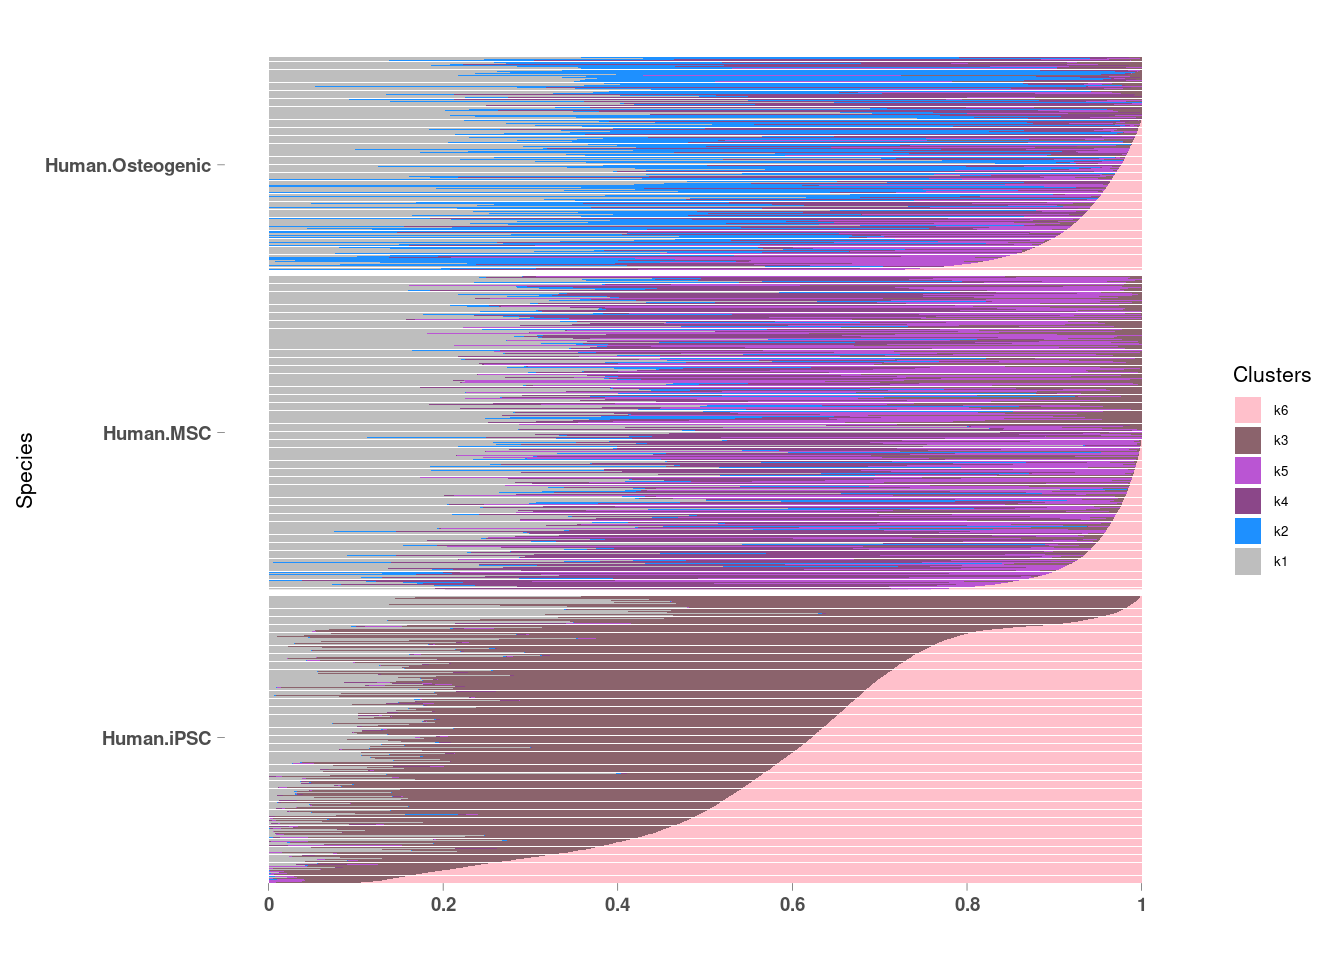 Human.Osteogenic
Human.MSC
Human.iPSC
Species
0 0.2 0.4 0.6 0.8 1
Clusters
k6
k3
k5
k4
k2
k1